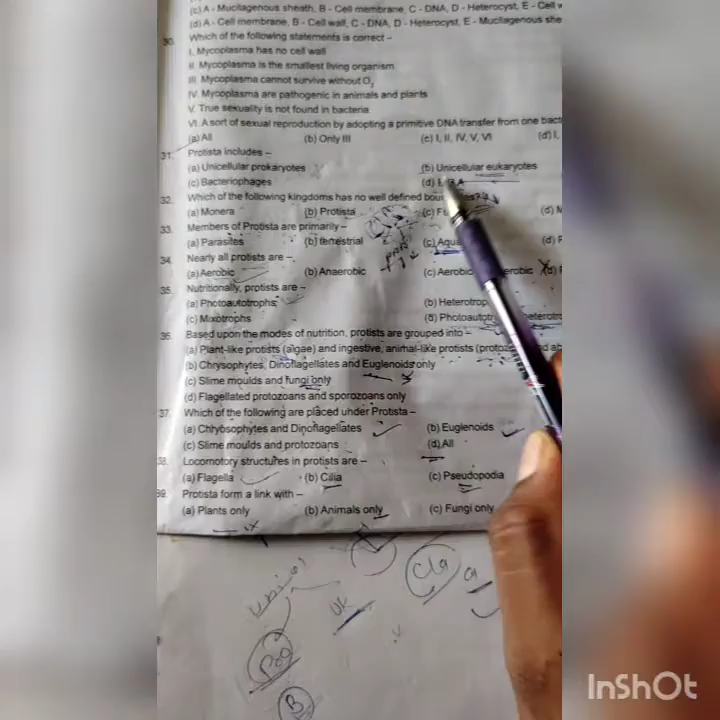 (c) A - Mucilagenous sheath, B - Cell membrane, C - DNA, D - Heterocyst, E - Cell
(d) A - Cell membrane, B - Cell wall, C - DNA, D - Heterocyst, E - Mucilagenous
30. Which of the following statements is correct –
I. Mycoplasma has no cell wall
II. Mycoplasma is the smallest living organism
III. Mycoplasma cannot survive without O2
IV. Mycoplasma are pathogenic in animals and plants
V. True sexuality is not found in bacteria
VI. A sort of sexual reproduction by adopting a primitive DNA transfer from one
(a) All (b) Only III (c) I, II, IV, V, VI (d) I,
31. Protista includes –
(a) Unicellular prokaryotes (b) Unicellular eukaryotes
(c) Bacteriophages (d)
32. Which of the following kingdoms has no well defined
(a) Monera (b) Protista (c) (d)
33. Members of Protista are primarily –
(a) Parasites (b) terrestrial (c) (d)
34. Nearly all protists are –
(a) Aerobic (b) Anaerobic (c) Aerobic (d)
35. Nutritionally, protists are –
(a) Photoautotrophs (b)
(c) Mixotrophs (d)
36. Based upon the modes of nutrition, protists are grouped into –
(a) Plant-like protists (algae) and ingestive, animal-like protists
(b) Chrysophytes, Dinoflagellates and Euglenoids only
(c) Slime moulds and fungi only
(d) Flagellated protozoans and sporozoans only
37. Which of the following are placed under Protista –
(a) Chrysophytes and Dinoflagellates (b) Euglenoids
(c) Slime moulds and protozoans (d) All
38. Locomotory structures in protists are –
(a) Flagella (b) Cilia (c) Pseudopodia
39. Protista form a link with –
(a) Plants only (b) Animals only (c) Fungi only
Cla
B
InShOt